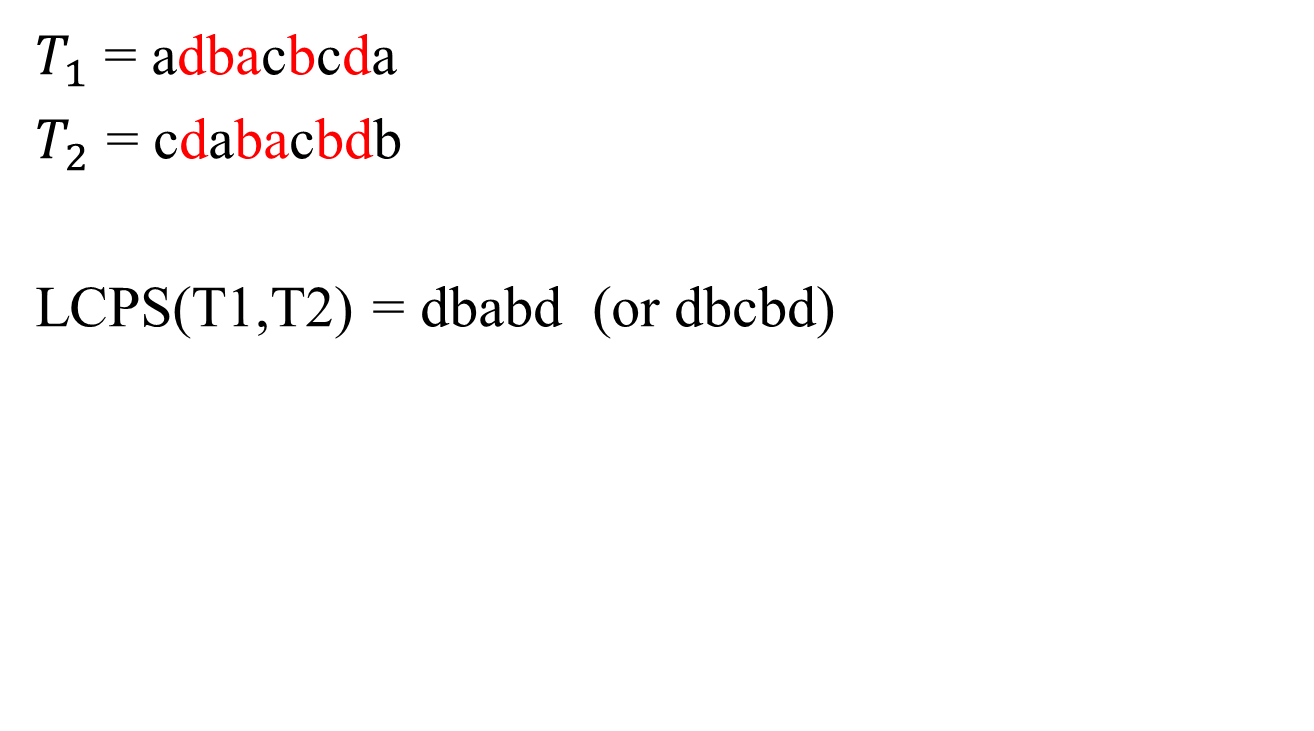 𝑇₁ = adbacbcda
𝑇₂ = cdabacbdb
LCPS(T1,T2) = dbabd (or dbcbd)